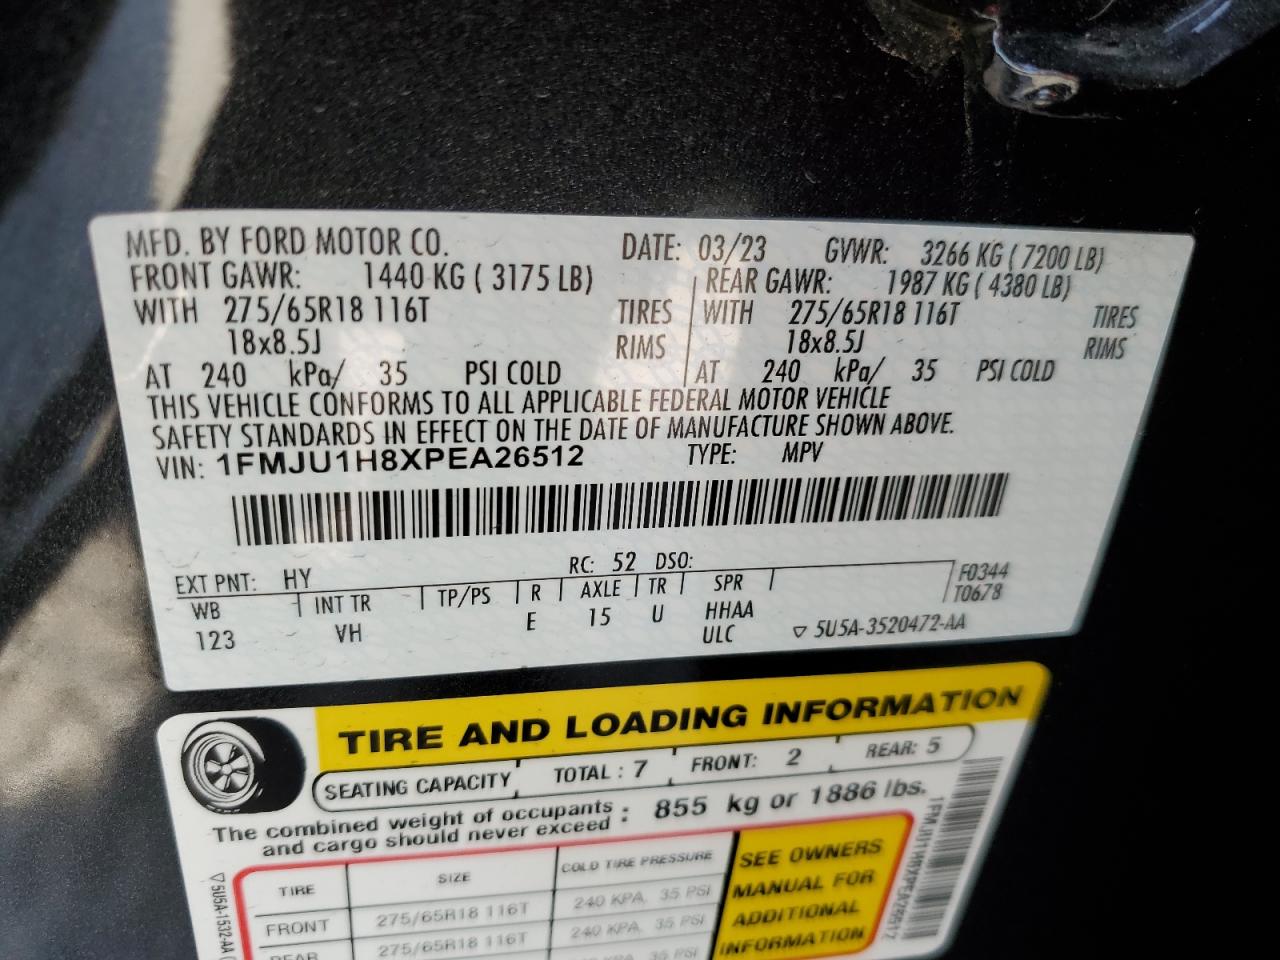 MFD. BY FORD MOTOR CO. DATE: 03/23 GVWR: 3266 KG ( 7200 LB)
FRONT GAWR: 1440 KG ( 3175 LB) REAR GAWR: 1987 KG ( 4380 LB)
WITH 275/65R18 116T TIRES WITH 275/65R18 116T TIRES
18x8.5J RIMS 18x8.5J RIMS
AT 240 kPa/ 35 PSI COLD AT 240 kPa/ 35 PSI COLD
THIS VEHICLE CONFORMS TO ALL APPLICABLE FEDERAL MOTOR VEHICLE
SAFETY STANDARDS IN EFFECT ON THE DATE OF MANUFACTURE SHOWN ABOVE.
VIN: 1FMJU1H8XPEA26512 TYPE: MPV
EXT PNT: HY RC: 52 DSO:
WB INT TR TP/PS R AXLE TR SPR F0344
T0678
123 VH E 15 U HHAA
ULC ▽ 5U5A-3520472-AA
TIRE AND LOADING INFORMATION
SEATING CAPACITY TOTAL : 7 FRONT: 2 REAR: 5
The combined weight of occupants : 855 kg or 1886 lbs.
and cargo should never exceed
TIRE SIZE COLD TIRE PRESSURE
FRONT 275/65R18 116T 240 KPA, 35 PSI
REAR 275/65R18 116T 240 KPA, 35 PSI
35 PSI
SEE OWNERS
MANUAL FOR
ADDITIONAL
INFORMATION
▽ 5U5A-1532-AA
1FMJU1H8XPEA26512